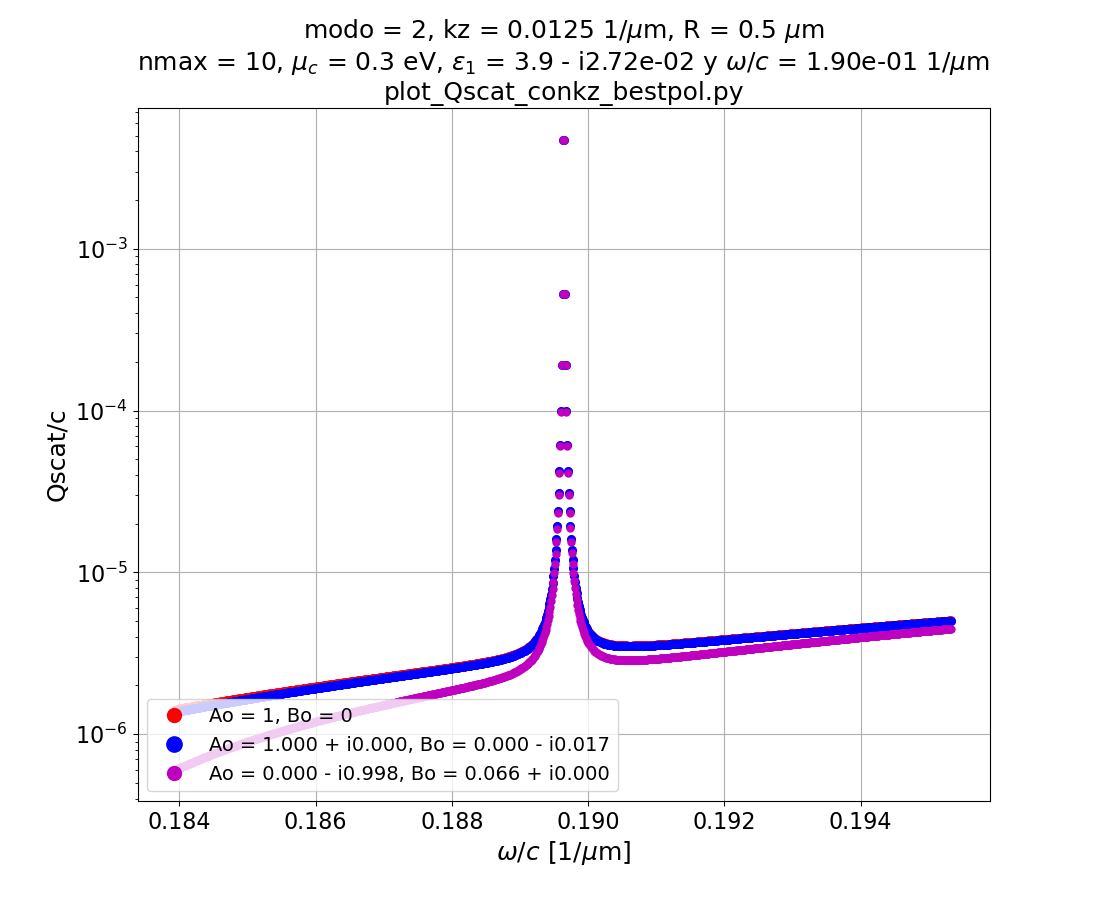 modo = 2, kz = 0.0125 1/μm, R = 0.5 μm
nmax = 10, μc = 0.3 eV, ε1 = 3.9 - i2.72e-02 y ω/c = 1.90e-01 1/μm
plot_Qscat_conkz_bestpol.py
Qscat/c
10⁻³
10⁻⁴
10⁻⁵
10⁻⁶
Ao = 1, Bo = 0
Ao = 1.000 + i0.000, Bo = 0.000 - i0.017
Ao = 0.000 - i0.998, Bo = 0.066 + i0.000
0.184 0.186 0.188 0.190 0.192 0.194
ω/c [1/μm]